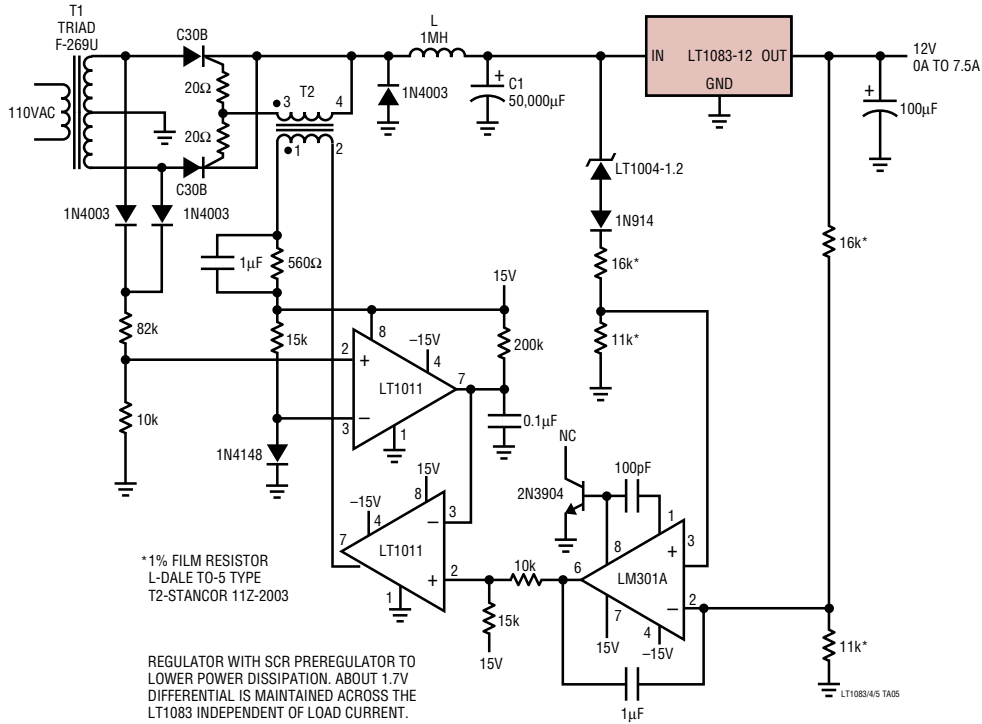 T1
TRIAD
F-269U
110VAC
C30B
20Ω
20Ω
C30B
T2
3
4
1
2
1N4003
L
1MH
+
C1
50,000µF
IN
LT1083-12
OUT
GND
12V
0A TO 7.5A
+
100µF
1N4003
1N4003
1µF
560Ω
LT1004-1.2
1N914
16k*
11k*
16k*
82k
10k
15k
1N4148
15V
200k
2
+
8
–15V
4
7
LT1011
–
3
1
0.1µF
15V
8
–15V
4
7
3
–
LT1011
+
2
1
10k
15k
15V
NC
2N3904
100pF
1
8
3
+
6
LM301A
–
2
7
15V
4
–15V
1µF
11k*
*1% FILM RESISTOR
L-DALE TO-5 TYPE
T2-STANCOR 11Z-2003
REGULATOR WITH SCR PREREGULATOR TO
LOWER POWER DISSIPATION. ABOUT 1.7V
DIFFERENTIAL IS MAINTAINED ACROSS THE
LT1083 INDEPENDENT OF LOAD CURRENT.
LT1083/4/5 TA05